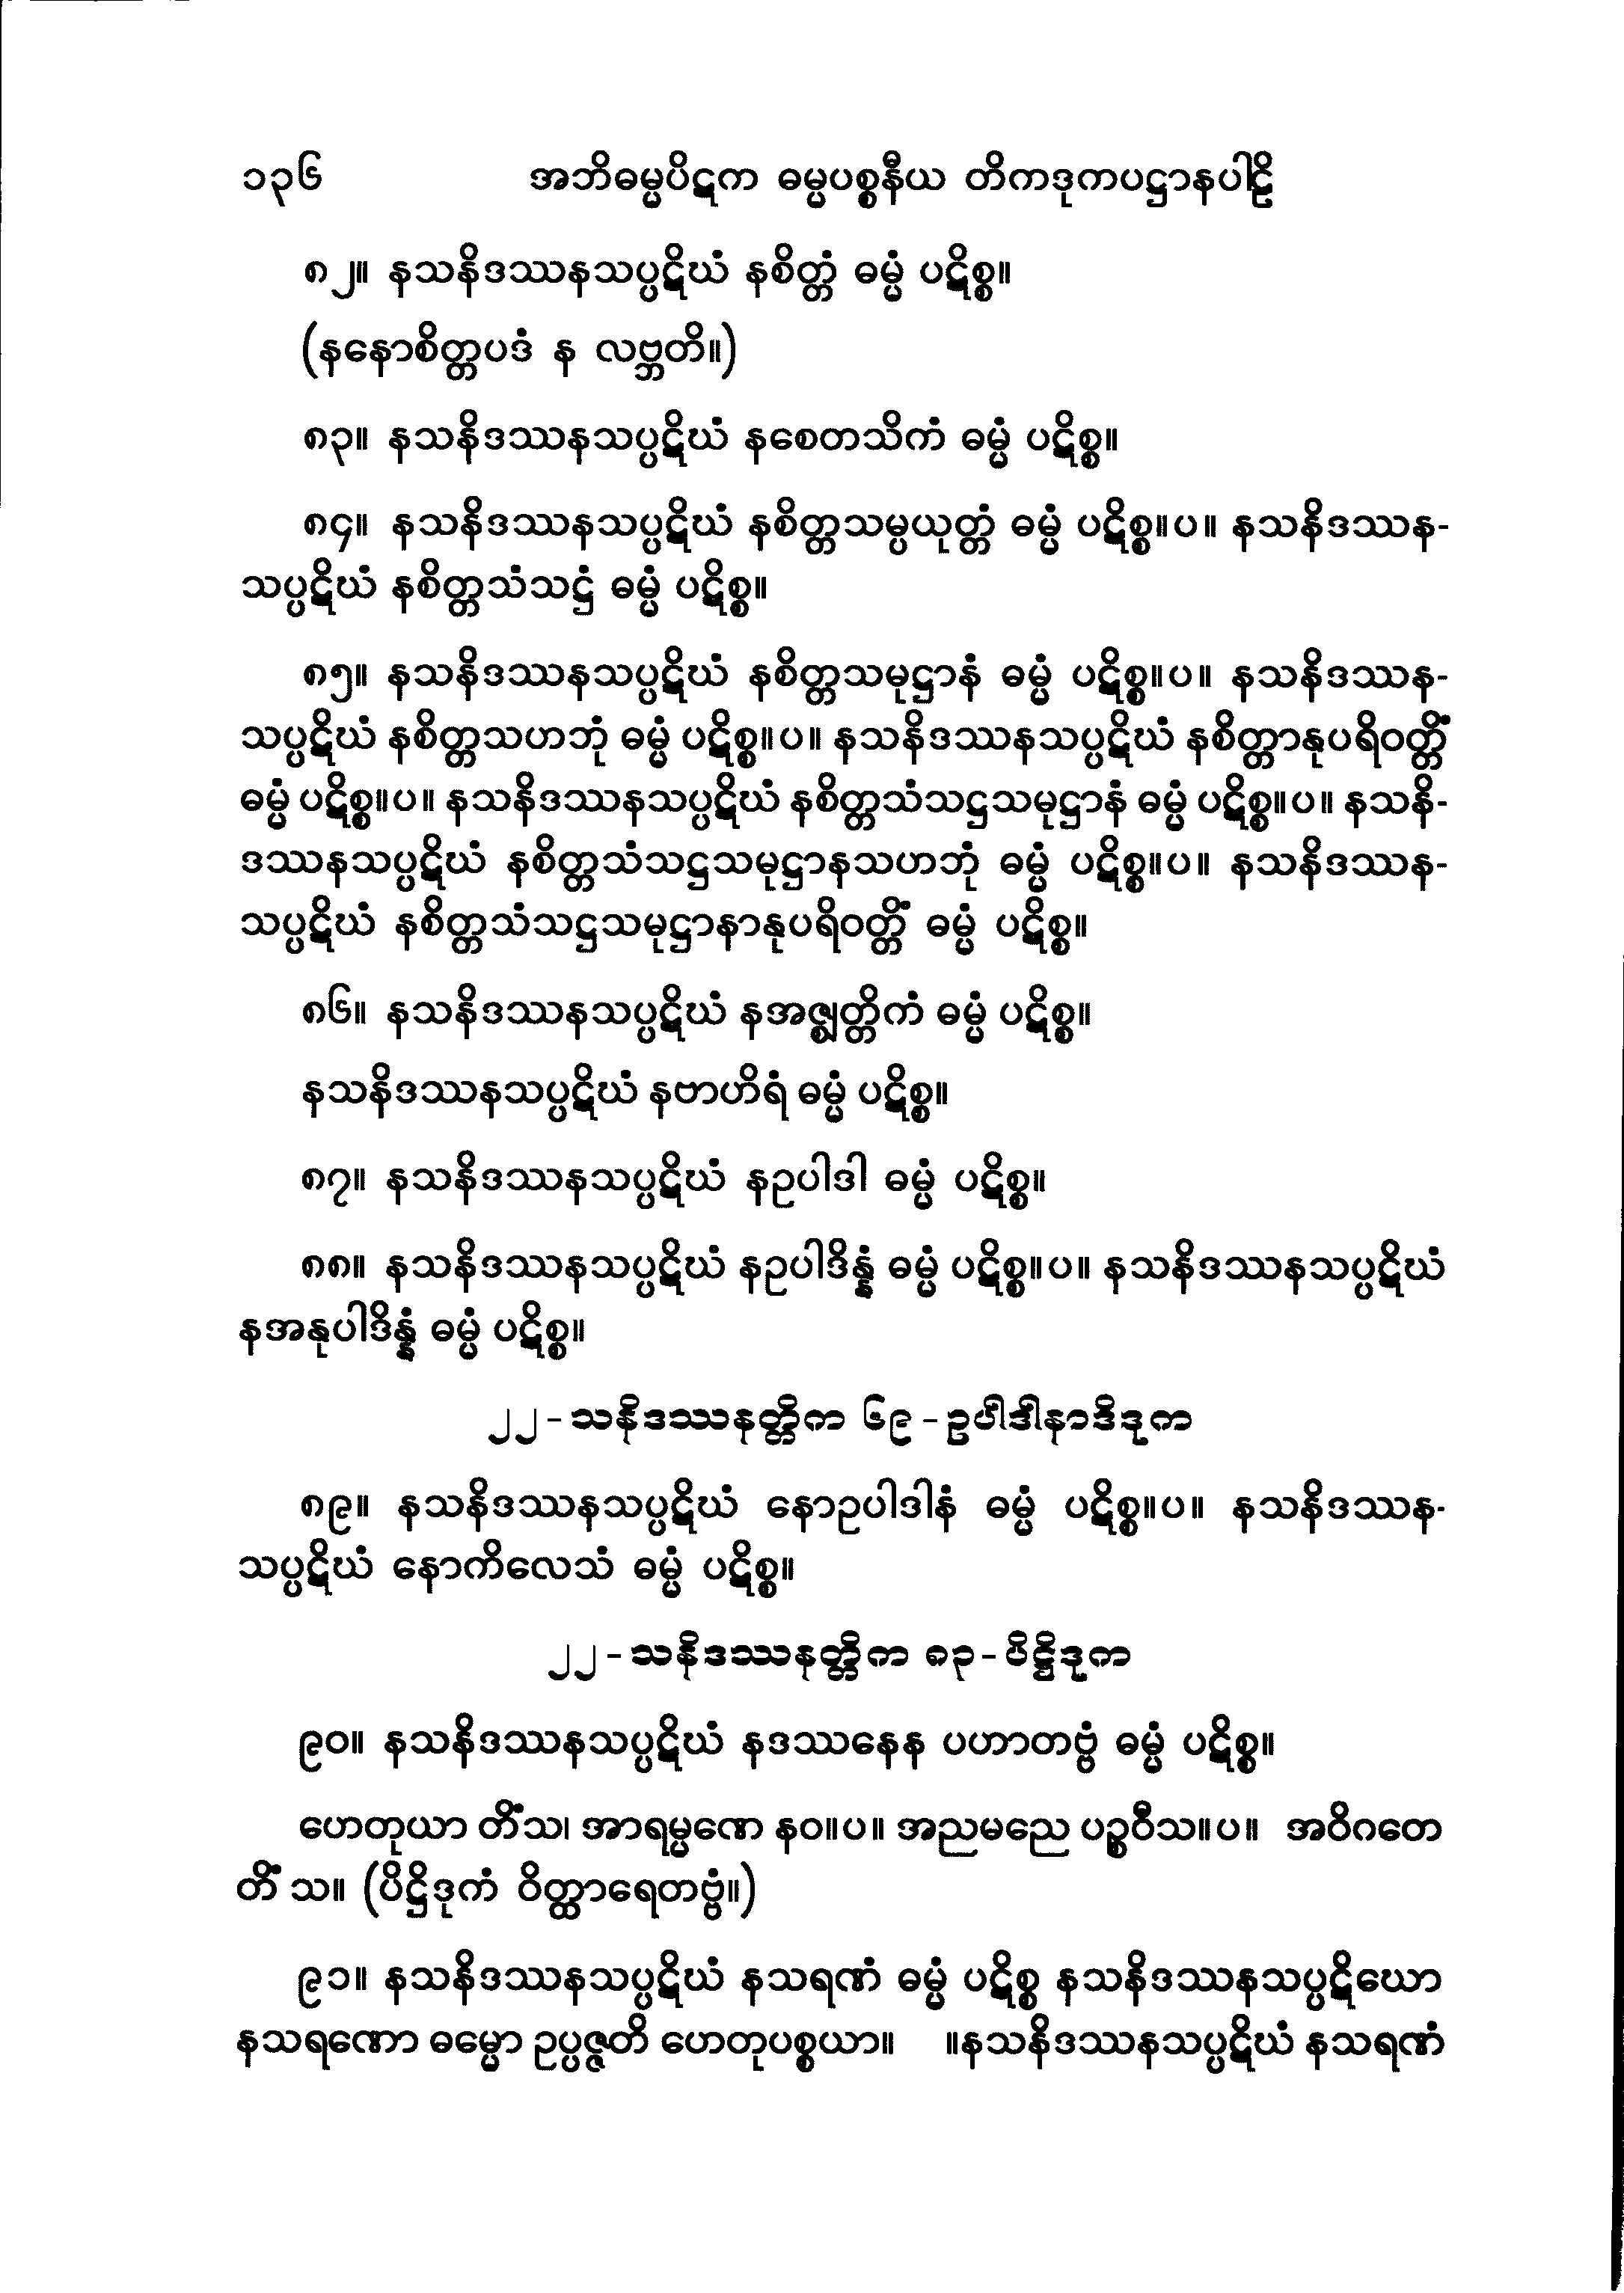 ၁၃၆ အဘိဓမ္မပိဋက ဓမ္မပစ္စနီယ တိကဒုကပဋ္ဌာနပါဠိ
၈၂။ နသနိဒဿနသပ္ပဋိဃံ နစိတ္တံ ဓမ္မံ ပဋိစ္စ။
(နနောစိတ္တပဒံ န လဗ္ဘတိ။)
၈၃။ နသနိဒဿနသပ္ပဋိဃံ နစေတသိကံ ဓမ္မံ ပဋိစ္စ။
၈၄။ နသနိဒဿနသပ္ပဋိဃံ နစိတ္တသမ္ပယုတ္တံ ဓမ္မံ ပဋိစ္စ။ပ။ နသနိဒဿန-
သပ္ပဋိဃံ နစိတ္တသံသဋ္ဌံ ဓမ္မံ ပဋိစ္စ။
၈၅။ နသနိဒဿနသပ္ပဋိဃံ နစိတ္တသမုဋ္ဌာနံ ဓမ္မံ ပဋိစ္စ။ပ။ နသနိဒဿန-
သပ္ပဋိဃံ နစိတ္တသဟဘုံ ဓမ္မံ ပဋိစ္စ။ပ။ နသနိဒဿနသပ္ပဋိဃံ နစိတ္တာနုပရိဝတ္တိံ
ဓမ္မံ ပဋိစ္စ။ပ။ နသနိဒဿနသပ္ပဋိဃံ နစိတ္တသံသဋ္ဌသမုဋ္ဌာနံ ဓမ္မံ ပဋိစ္စ။ပ။ နသနိ-
ဒဿနသပ္ပဋိဃံ နစိတ္တသံသဋ္ဌသမုဋ္ဌာနသဟဘုံ ဓမ္မံ ပဋိစ္စ။ပ။ နသနိဒဿန-
သပ္ပဋိဃံ နစိတ္တသံသဋ္ဌသမုဋ္ဌာနာနုပရိဝတ္တိံ ဓမ္မံ ပဋိစ္စ။
၈၆။ နသနိဒဿနသပ္ပဋိဃံ နအဇ္ဈတ္တိကံ ဓမ္မံ ပဋိစ္စ။
နသနိဒဿနသပ္ပဋိဃံ နဗာဟိရံ ဓမ္မံ ပဋိစ္စ။
၈၇။ နသနိဒဿနသပ္ပဋိဃံ နဥပါဒါ ဓမ္မံ ပဋိစ္စ။
၈၈။ နသနိဒဿနသပ္ပဋိဃံ နဥပါဒိန္နံ ဓမ္မံ ပဋိစ္စ။ပ။ နသနိဒဿနသပ္ပဋိဃံ
နအနုပါဒိန္နံ ဓမ္မံ ပဋိစ္စ။
၂၂-သနိဒဿနတ္တိက ၆၉-ဥပါဒါနာဒိဒုက
၈၉။ နသနိဒဿနသပ္ပဋိဃံ နောဥပါဒါနံ ဓမ္မံ ပဋိစ္စ။ပ။ နသနိဒဿန-
သပ္ပဋိဃံ နောကိလေသံ ဓမ္မံ ပဋိစ္စ။
၂၂-သနိဒဿနတ္တိက ၈၃-ပိဋ္ဌိဒုက
၉၀။ နသနိဒဿနသပ္ပဋိဃံ နဒဿနေန ပဟာတဗ္ဗံ ဓမ္မံ ပဋိစ္စ။
ဟေတုယာ တိံသ၊ အာရမ္မဏေ နဝ။ပ။ အညမညေ ပဉ္စဝီသ။ပ။ အဝိဂတေ
တိံ သ။ (ပိဋ္ဌိဒုကံ ဝိတ္ထာရေတဗ္ဗံ။)
၉၁။ နသနိဒဿနသပ္ပဋိဃံ နသရဏံ ဓမ္မံ ပဋိစ္စ နသနိဒဿနသပ္ပဋိဃော
နသရဏော ဓမ္မော ဥပ္ပဇ္ဇတိ ဟေတုပစ္စယာ။ ။နသနိဒဿနသပ္ပဋိဃံ နသရဏံ